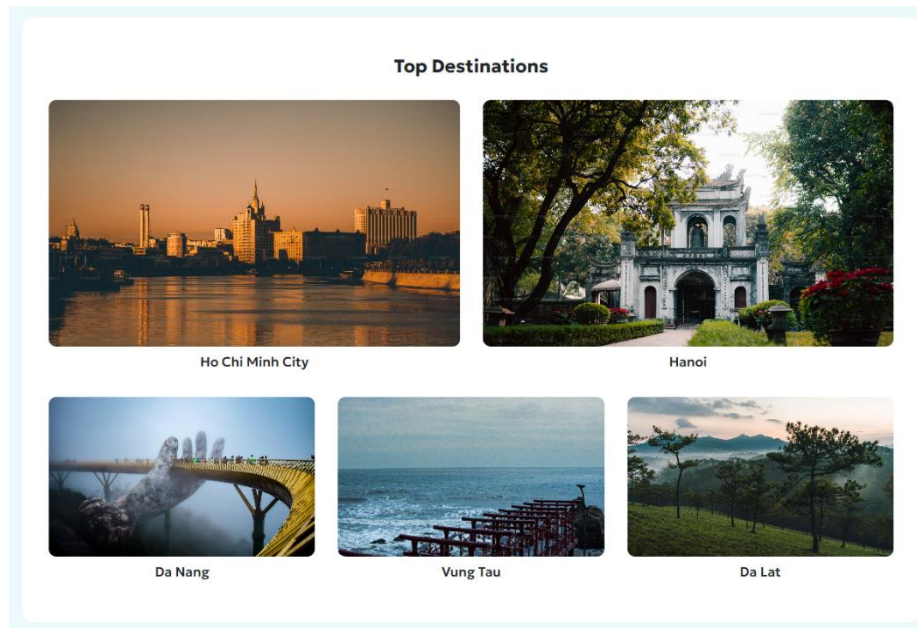 Top Destinations
Ho Chi Minh City
Hanoi
Da Nang
Vung Tau
Da Lat